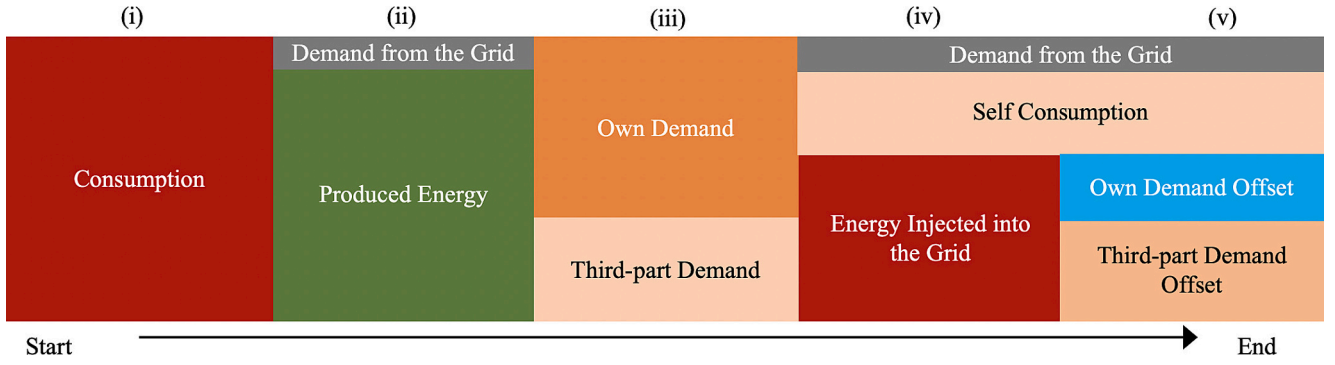 (i)
(ii)
(iii)
(iv)
(v)
Consumption
Demand from the Grid
Produced Energy
Own Demand
Third-part Demand
Demand from the Grid
Self Consumption
Energy Injected into
the Grid
Own Demand Offset
Third-part Demand
Offset
Start
End